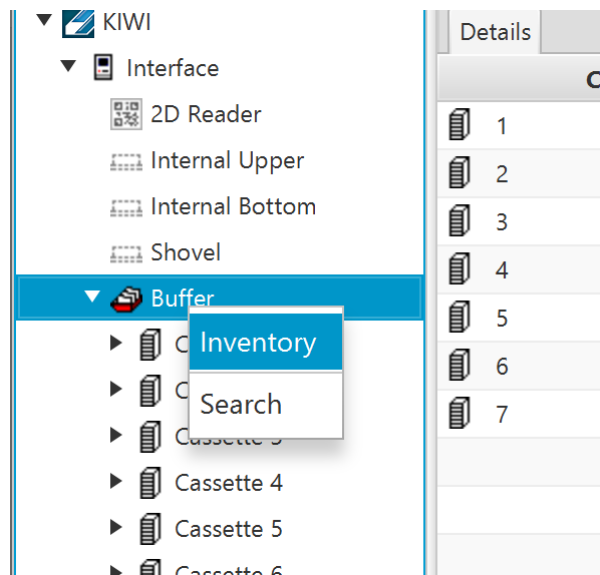 KIWI
Interface
2D Reader
Internal Upper
Internal Bottom
Shovel
Buffer
Inventory
Search
Cassette 4
Cassette 5
Details
1
2
3
4
5
6
7